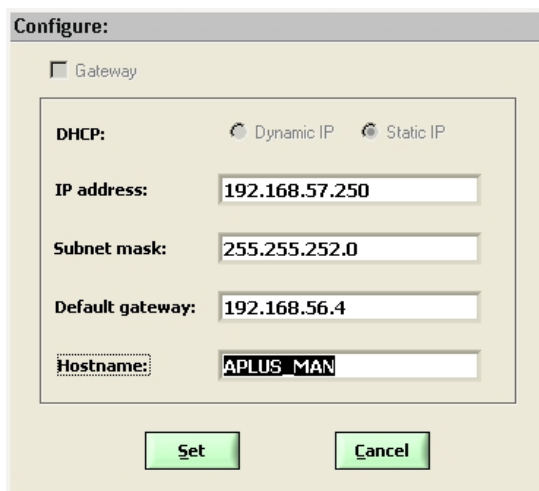 Configure:
Gateway
DHCP: Dynamic IP Static IP
IP address: 192.168.57.250
Subnet mask: 255.255.252.0
Default gateway: 192.168.56.4
Hostname: APLUS_MAN
Set Cancel